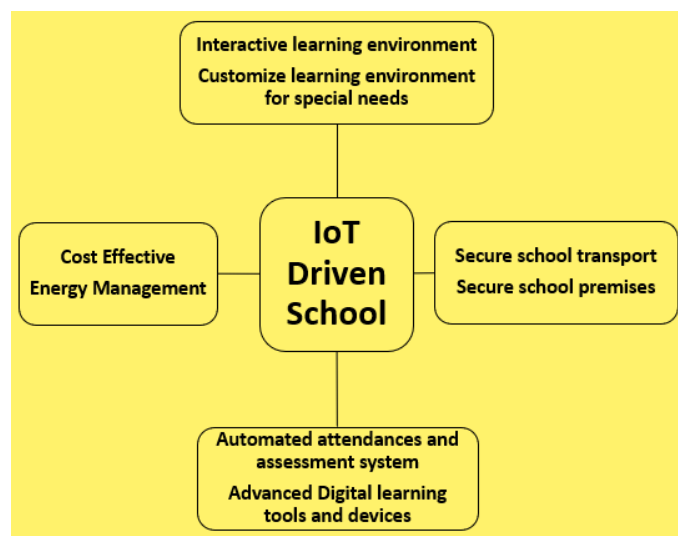 Interactive learning environment
Customize learning environment
for special needs
IoT
Driven
School
Cost Effective
Energy Management
Secure school transport
Secure school premises
Automated attendances and
assessment system
Advanced Digital learning
tools and devices